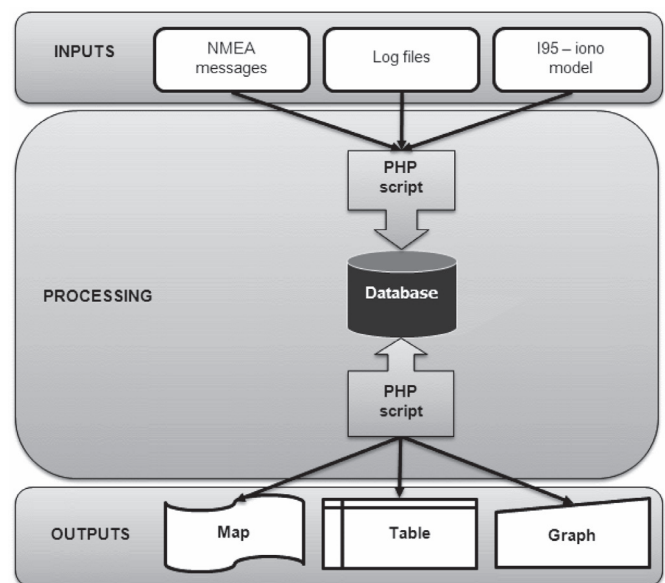 INPUTS
NMEA
messages
Log files
I95 – iono
model
PHP
script
PROCESSING
Database
PHP
script
OUTPUTS
Map
Table
Graph